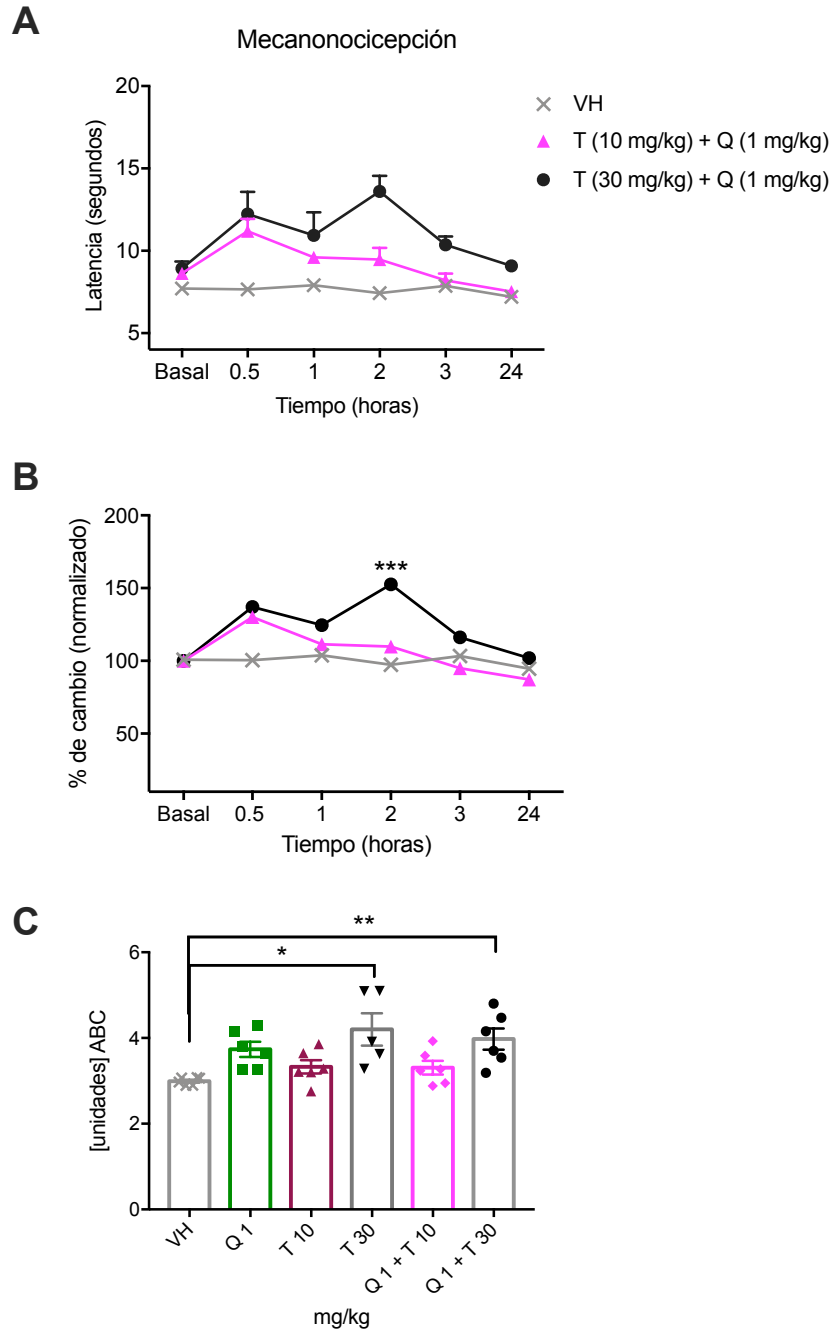 A
Mecanonocicepción
20
15
10
5
Latencia (segundos)
VH
T (10 mg/kg) + Q (1 mg/kg)
T (30 mg/kg) + Q (1 mg/kg)
Basal 0.5 1 2 3 24
Tiempo (horas)
B
200
150
100
50
% de cambio (normalizado)
***
Basal 0.5 1 2 3 24
Tiempo (horas)
C
**
*
6
4
2
0
[unidades] ABC
VH Q 1 T 10 T 30 Q 1 + T 10 Q 1 + T 30
mg/kg